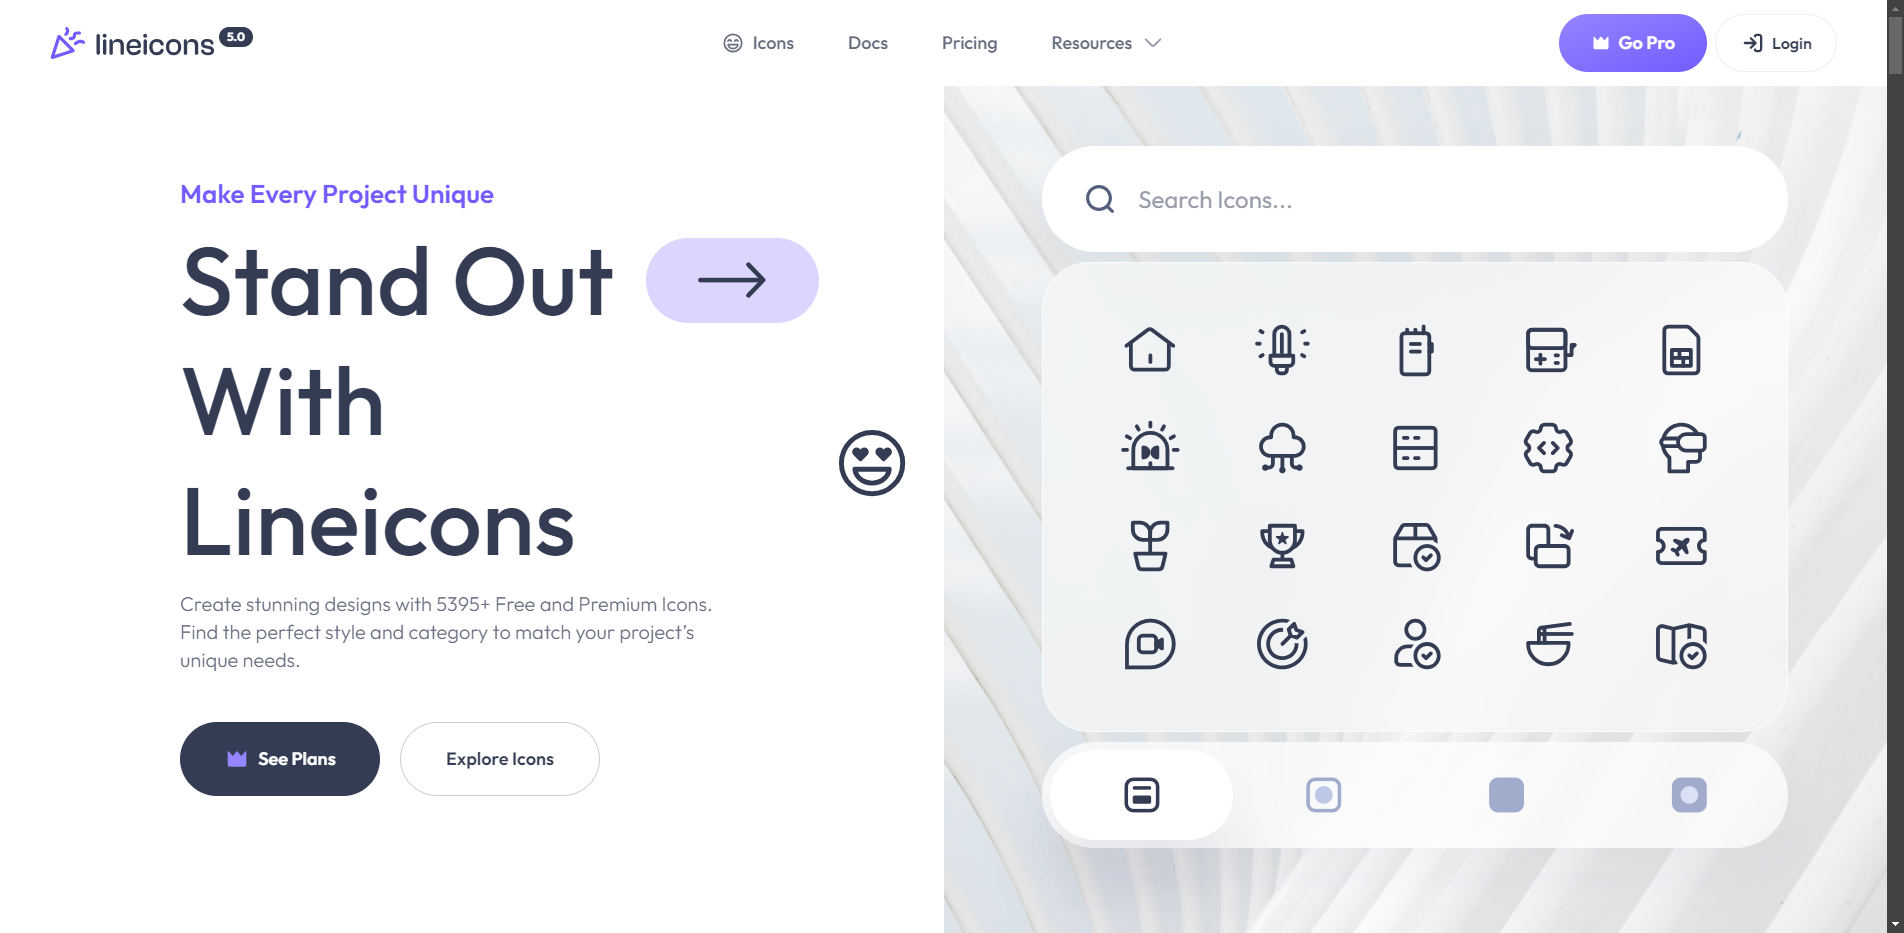 lineicons 5.0
Icons
Docs
Pricing
Resources
Go Pro
Login
Make Every Project Unique
Stand Out
With
Lineicons
Create stunning designs with 5395+ Free and Premium Icons.
Find the perfect style and category to match your project’s
unique needs.
See Plans
Explore Icons
Search Icons...